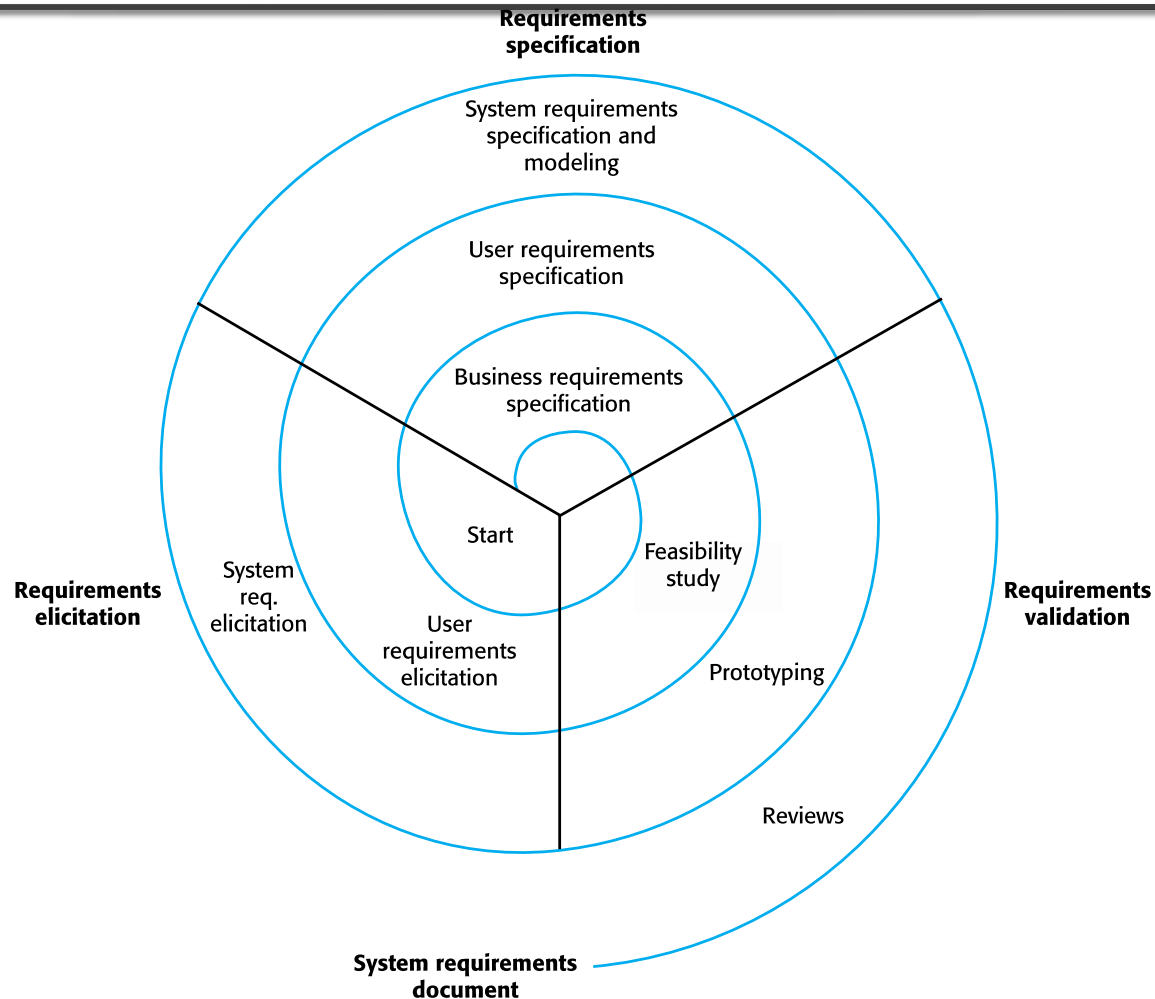 Requirements
specification
System requirements
specification and
modeling
User requirements
specification
Business requirements
specification
Start
Feasibility
study
System
req.
elicitation
Requirements
elicitation
Requirements
validation
User
requirements
elicitation
Prototyping
Reviews
System requirements
document